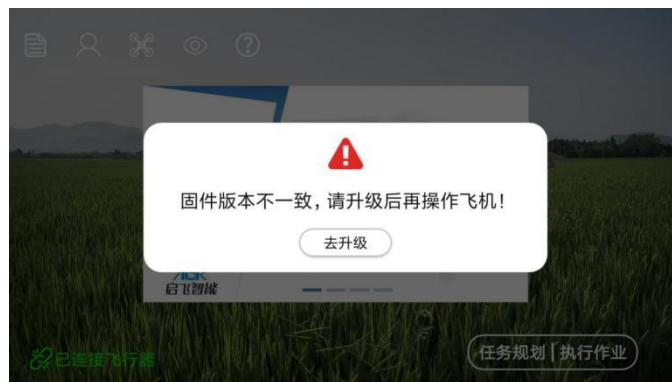 固件版本不一致，请升级后再操作飞机！
去升级
启飞智能
已连接飞行器
任务规划
执行作业